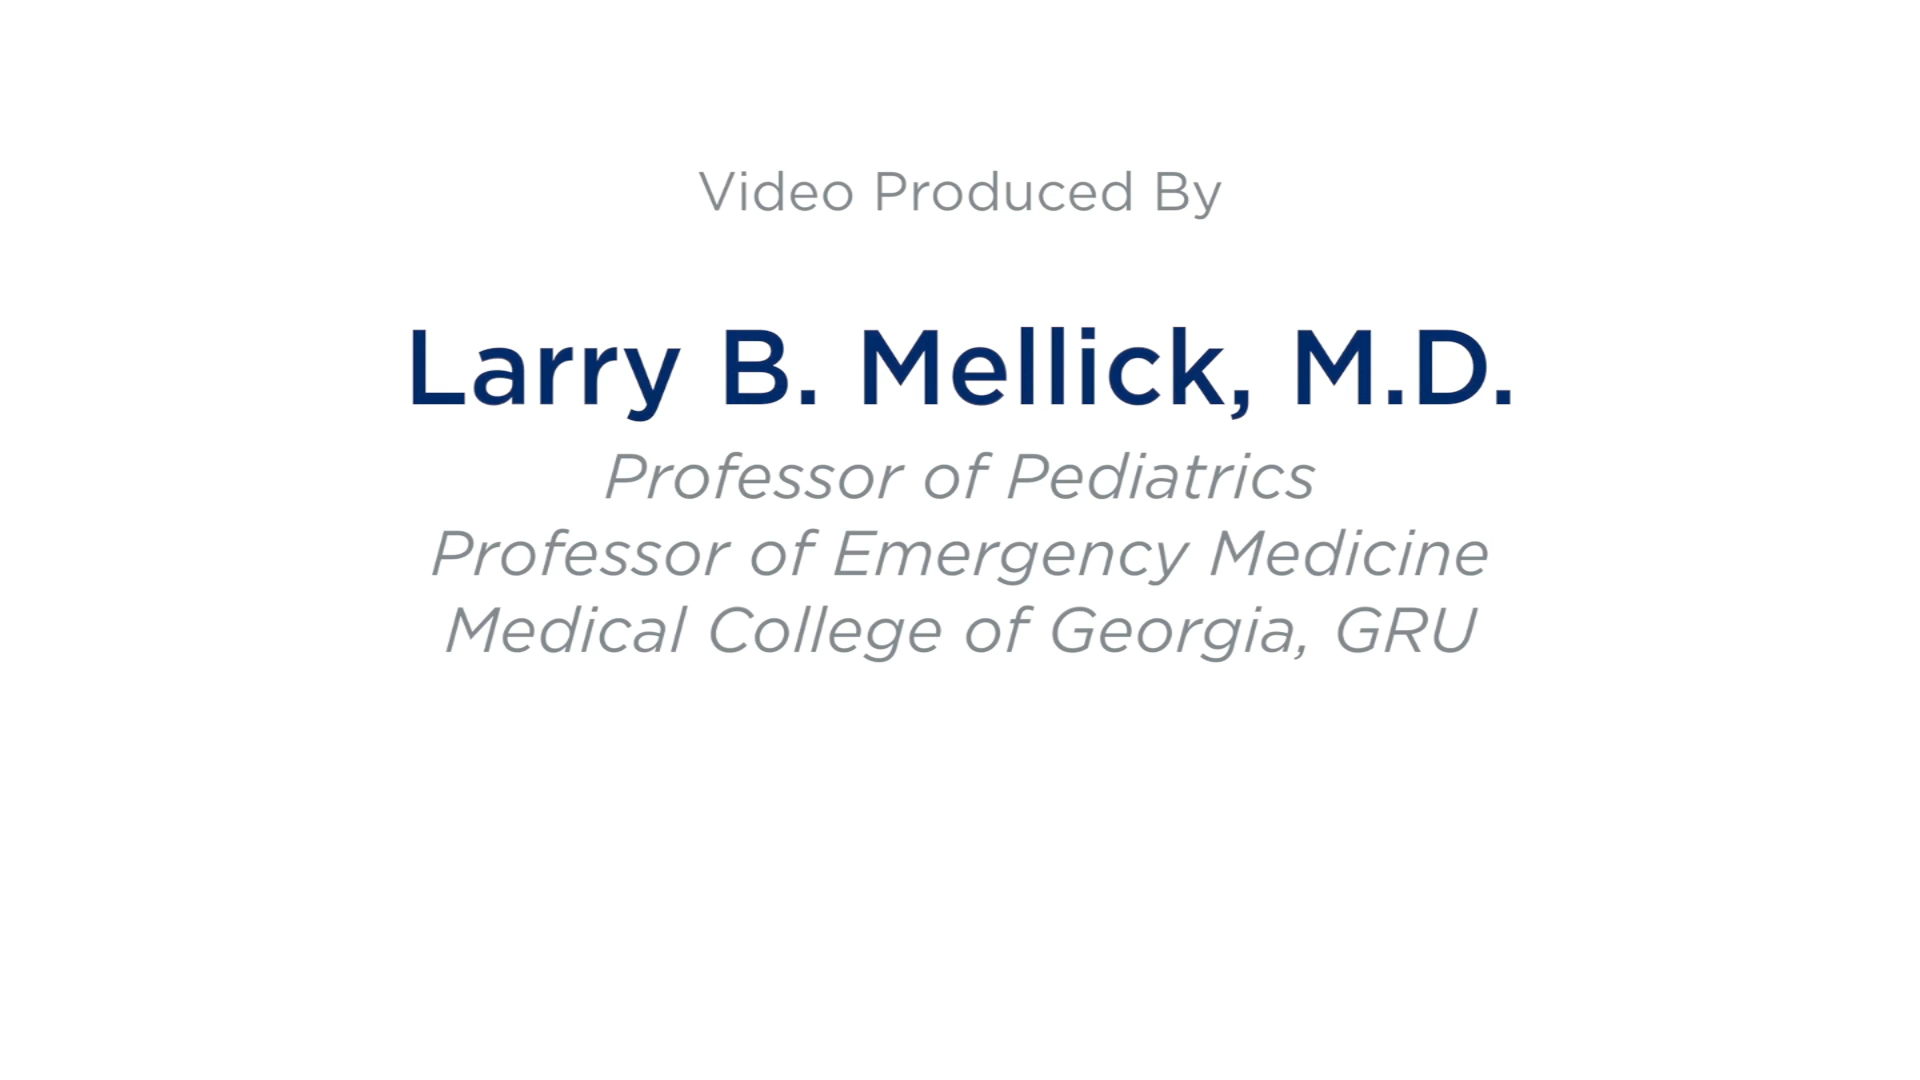 Video Produced By
Larry B. Mellick, M.D.
Professor of Pediatrics
Professor of Emergency Medicine
Medical College of Georgia, GRU